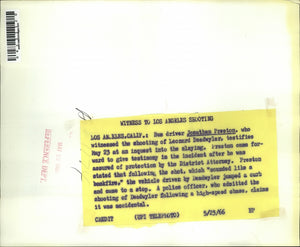 WITNESS TO LOS ANGELES SHOOTING
LOS ANGELES, CALIF.: Bus driver Jonathan Preston, who
witnessed the shooting of Leonard Deadwyler, testifies
May 23 at an inquest into the slaying. Preston came for-
ward to give testimony in the incident after he was
assured of protection by the District Attorney. Preston
stated that following the shot, which "sounded like a
bonfire," the vehicle driven by Deadwyler jumped a curb
and came to a stop. A police officer, who admitted the
shooting of Deadwyler following a high-speed chase, claims
it was accidental.
CREDIT (UPI TELEPHOTO) 5/23/66 EP
REFERENCE DEPT.
MAY